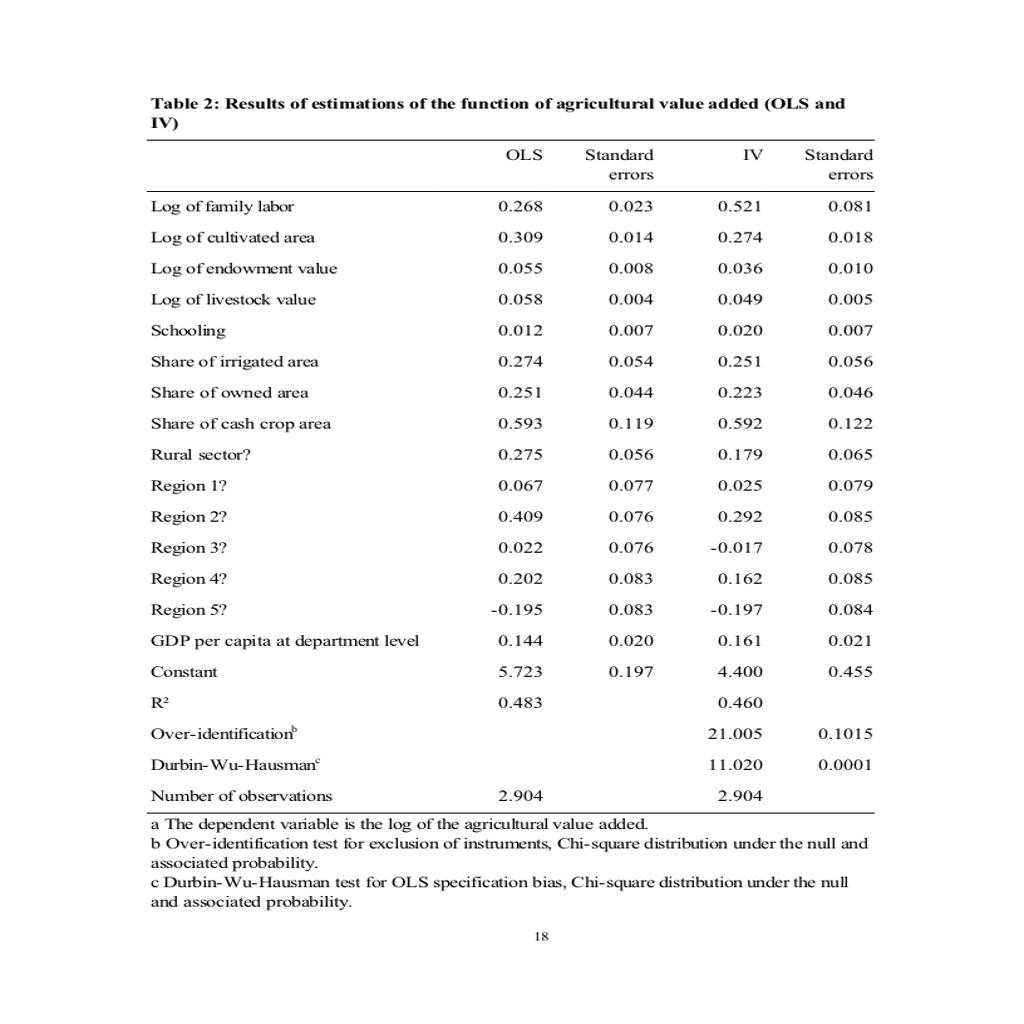 Table 2: Results of estimations of the function of agricultural value added (OLS and
IV)
OLS Standard errors IV Standard errors
Log of family labor 0.268 0.023 0.521 0.081
Log of cultivated area 0.309 0.014 0.274 0.018
Log of endowment value 0.055 0.008 0.036 0.010
Log of livestock value 0.058 0.004 0.049 0.005
Schooling 0.012 0.007 0.020 0.007
Share of irrigated area 0.274 0.054 0.251 0.056
Share of owned area 0.251 0.044 0.223 0.046
Share of cash crop area 0.593 0.119 0.592 0.122
Rural sector? 0.275 0.056 0.179 0.065
Region 1? 0.067 0.077 0.025 0.079
Region 2? 0.409 0.076 0.292 0.085
Region 3? 0.022 0.076 -0.017 0.078
Region 4? 0.202 0.083 0.162 0.085
Region 5? -0.195 0.083 -0.197 0.084
GDP per capita at department level 0.144 0.020 0.161 0.021
Constant 5.723 0.197 4.400 0.455
R² 0.483 0.460
Over-identificationᵇ 21.005 0.1015
Durbin-Wu-Hausmanᶜ 11.020 0.0001
Number of observations 2.904 2.904
a The dependent variable is the log of the agricultural value added.
b Over-identification test for exclusion of instruments, Chi-square distribution under the null and
associated probability.
c Durbin-Wu-Hausman test for OLS specification bias, Chi-square distribution under the null
and associated probability.
18